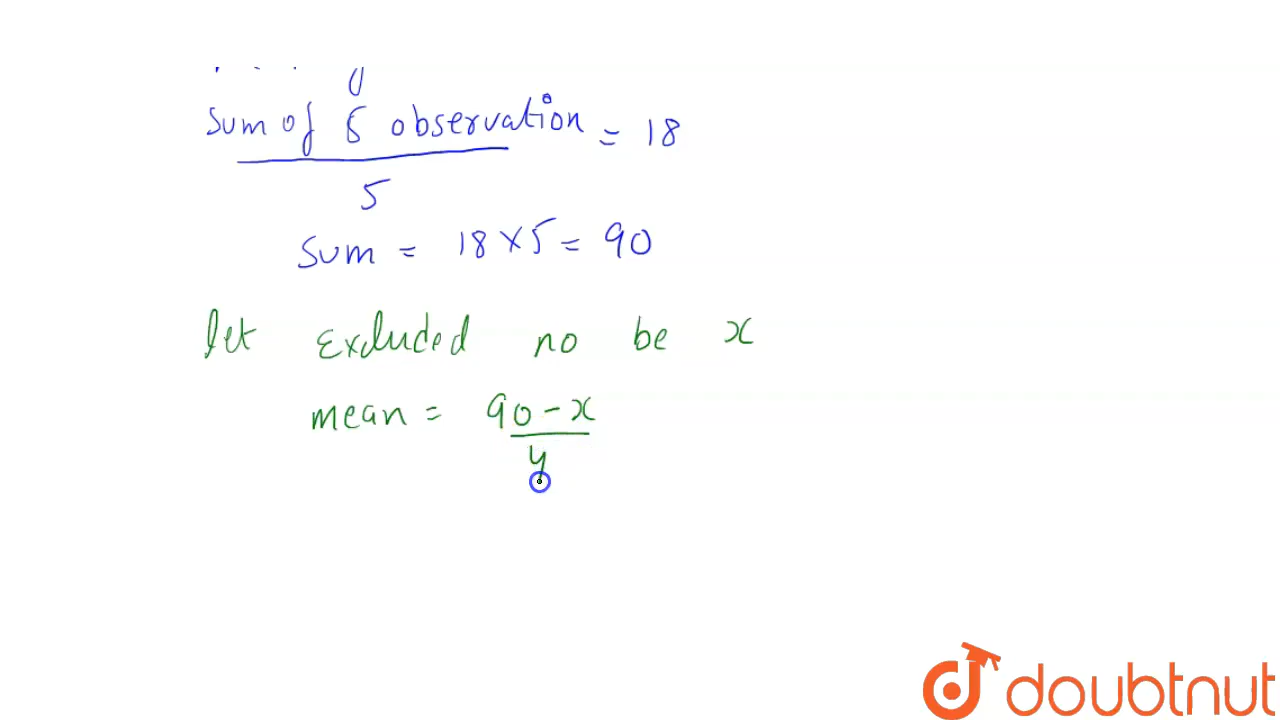 Sum of 5 observation = 18
5
Sum = 18 × 5 = 90
let Excluded no be x
mean = 90 - x
4
doubtnut